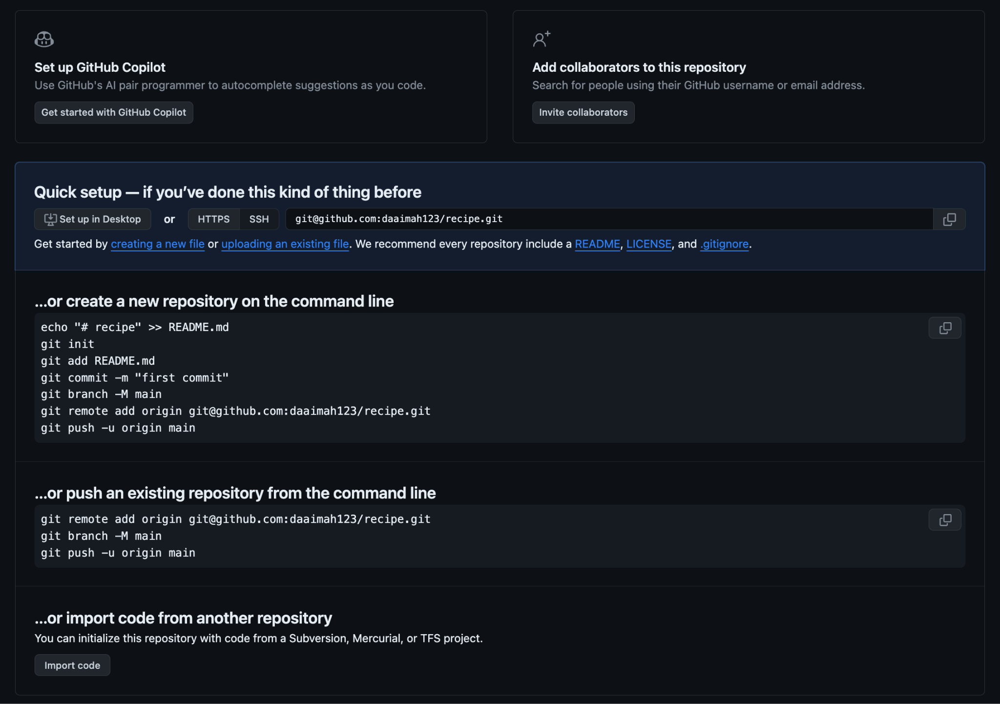 Set up GitHub Copilot
Use GitHub's AI pair programmer to autocomplete suggestions as you code.
Get started with GitHub Copilot
Add collaborators to this repository
Search for people using their GitHub username or email address.
Invite collaborators
Quick setup — if you’ve done this kind of thing before
Set up in Desktop or HTTPS SSH git@github.com:daaimah123/recipe.git
Get started by creating a new file or uploading an existing file. We recommend every repository include a README, LICENSE, and .gitignore.
…or create a new repository on the command line
echo "# recipe" >> README.md
git init
git add README.md
git commit -m "first commit"
git branch -M main
git remote add origin git@github.com:daaimah123/recipe.git
git push -u origin main
…or push an existing repository from the command line
git remote add origin git@github.com:daaimah123/recipe.git
git branch -M main
git push -u origin main
…or import code from another repository
You can initialize this repository with code from a Subversion, Mercurial, or TFS project.
Import code